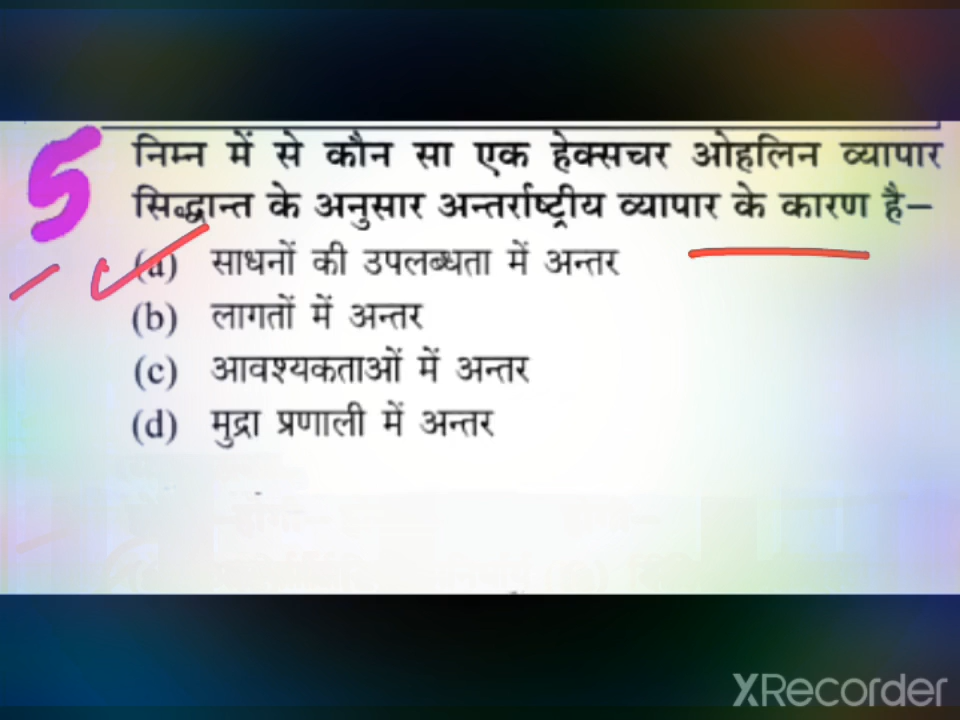 5 निम्न में से कौन सा एक हेक्सचर ओहलिन व्यापार
सिद्धान्त के अनुसार अन्तर्राष्ट्रीय व्यापार के कारण है–
(a) साधनों की उपलब्धता में अन्तर
(b) लागतों में अन्तर
(c) आवश्यकताओं में अन्तर
(d) मुद्रा प्रणाली में अन्तर
XRecorder